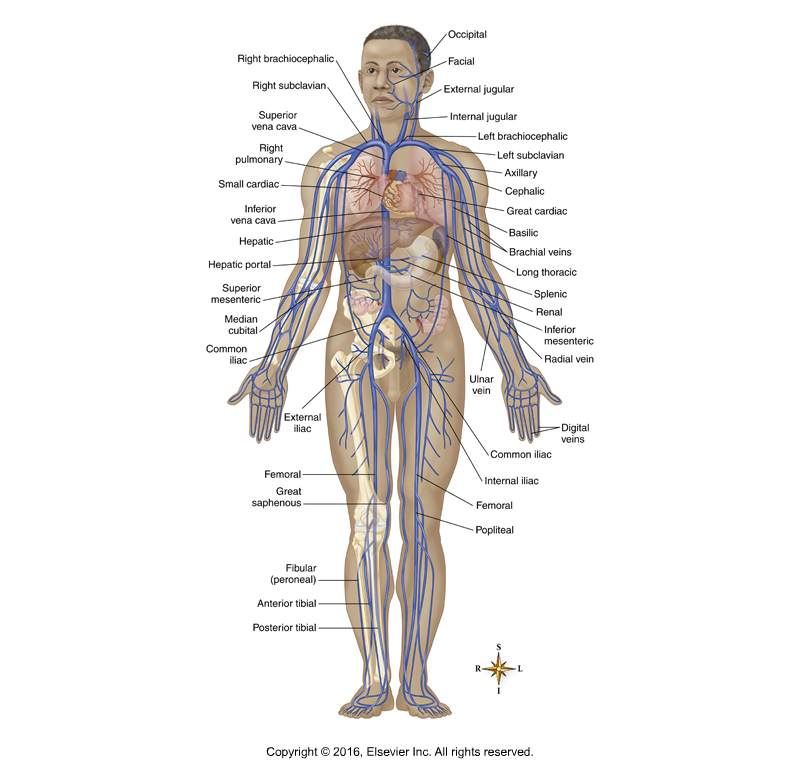 Occipital
Right brachiocephalic
Facial
Right subclavian
External jugular
Superior
vena cava
Internal jugular
Left brachiocephalic
Right
pulmonary
Left subclavian
Axillary
Small cardiac
Cephalic
Inferior
vena cava
Great cardiac
Basilic
Hepatic
Brachial veins
Hepatic portal
Long thoracic
Superior
mesenteric
Splenic
Renal
Median
cubital
Inferior
mesenteric
Common
iliac
Radial vein
Ulnar
vein
External
iliac
Digital
veins
Common iliac
Femoral
Internal iliac
Great
saphenous
Femoral
Popliteal
Fibular
(peroneal)
Anterior tibial
Posterior tibial
S
R L
I
Copyright © 2016, Elsevier Inc. All rights reserved.